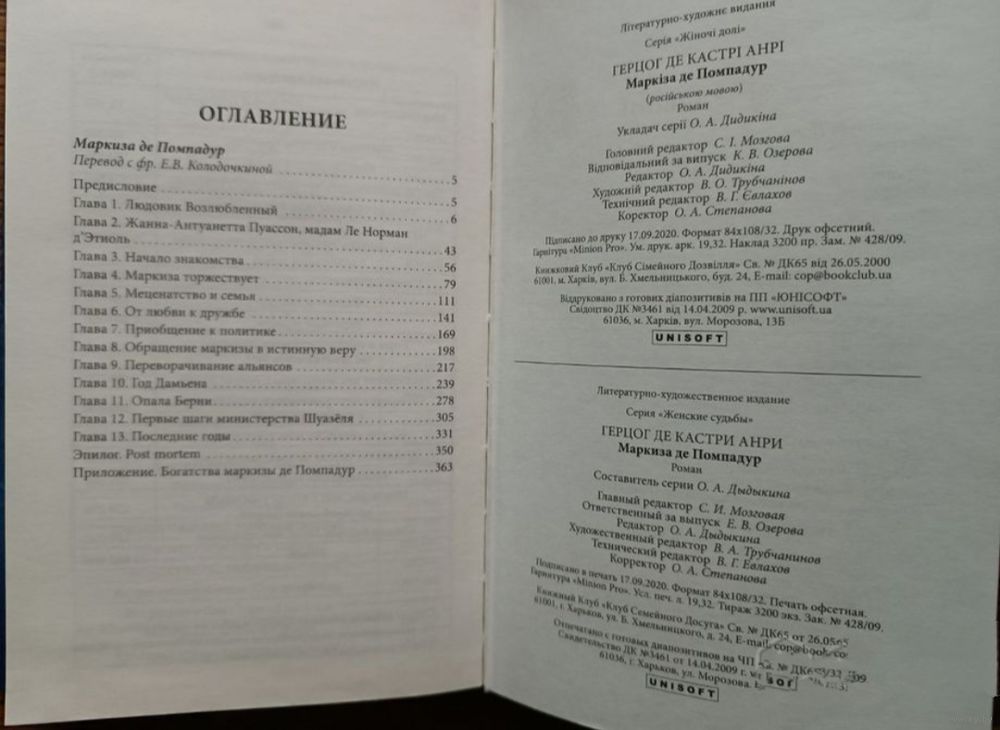 ОГЛАВЛЕНИЕ
Маркиза де Помпадур
Перевод с фр. Е.В. Колодочкиной ..... 5
Предисловие ..... 5
Глава 1. Людовик Возлюбленный ..... 6
Глава 2. Жанна-Антуанетта Пуассон, мадам Ле Норман
д’Этиоль ..... 43
Глава 3. Начало знакомства ..... 56
Глава 4. Маркиза торжествует ..... 79
Глава 5. Меценатство и семья ..... 111
Глава 6. От любви к дружбе ..... 141
Глава 7. Приобщение к политике ..... 169
Глава 8. Обращение маркизы в истинную веру ..... 198
Глава 9. Переворачивание альянсов ..... 217
Глава 10. Год Дамьена ..... 239
Глава 11. Опала Берни ..... 278
Глава 12. Первые шаги министерства Шуазёля ..... 305
Глава 13. Последние годы ..... 331
Эпилог. Post mortem ..... 350
Приложение. Богатства маркизы де Помпадур ..... 363
Літературно-художнє видання
Серія «Жіночі долі»
ГЕРЦОГ ДЕ КАСТРІ АНРІ
Маркіза де Помпадур
(російською мовою)
Роман
Укладач серії О. А. Дидикіна
Головний редактор С. І. Мозгова
Відповідальний за випуск К. В. Озерова
Редактор О. А. Дидикіна
Художній редактор В. О. Трубчанінов
Технічний редактор В. Г. Євлахов
Коректор О. А. Степанова
Підписано до друку 17.09.2020. Формат 84х108/32. Друк офсетний.
Гарнітура «Minion Pro». Ум. друк. арк. 19,32. Наклад 3200 пр. Зам. № 428/09.
Книжковий Клуб «Клуб Сімейного Дозвілля» Св. № ДК65 від 26.05.2000
61001, м. Харків, вул. Б. Хмельницького, буд. 24, E-mail: cop@bookclub.ua
Віддруковано з готових діапозитивів на ПП «ЮНІСОФТ»
Свідоцтво ДК №3461 від 14.04.2009 р. www.unisoft.ua
61036, м. Харків, вул. Морозова, 13Б
UNISOFT
Литературно-художественное издание
Серия «Женские судьбы»
ГЕРЦОГ ДЕ КАСТРИ АНРИ
Маркиза де Помпадур
Роман
Составитель серии О. А. Дыдыкина
Главный редактор С. И. Мозговая
Ответственный за выпуск Е. В. Озерова
Редактор О. А. Дыдыкина
Художественный редактор В. А. Трубчанинов
Технический редактор В. Г. Евлахов
Корректор О. А. Степанова
Подписано в печать 17.09.2020. Формат 84х108/32. Печать офсетная.
Гарнитура «Minion Pro». Усл. печ. л. 19,32. Тираж 3200 экз. Зак. № 428/09.
Книжный Клуб «Клуб Семейного Досуга» Св. № ДК65 от 26.05
61001, г. Харьков, ул. Б. Хмельницкого, д. 24, E-mail: cop@book
Отпечатано с готовых диапозитивов на ЧП
Свидетельство ДК №3461 от 14.04.2009 г.
61036, г. Харьков, ул. Морозова.
UNISOFT